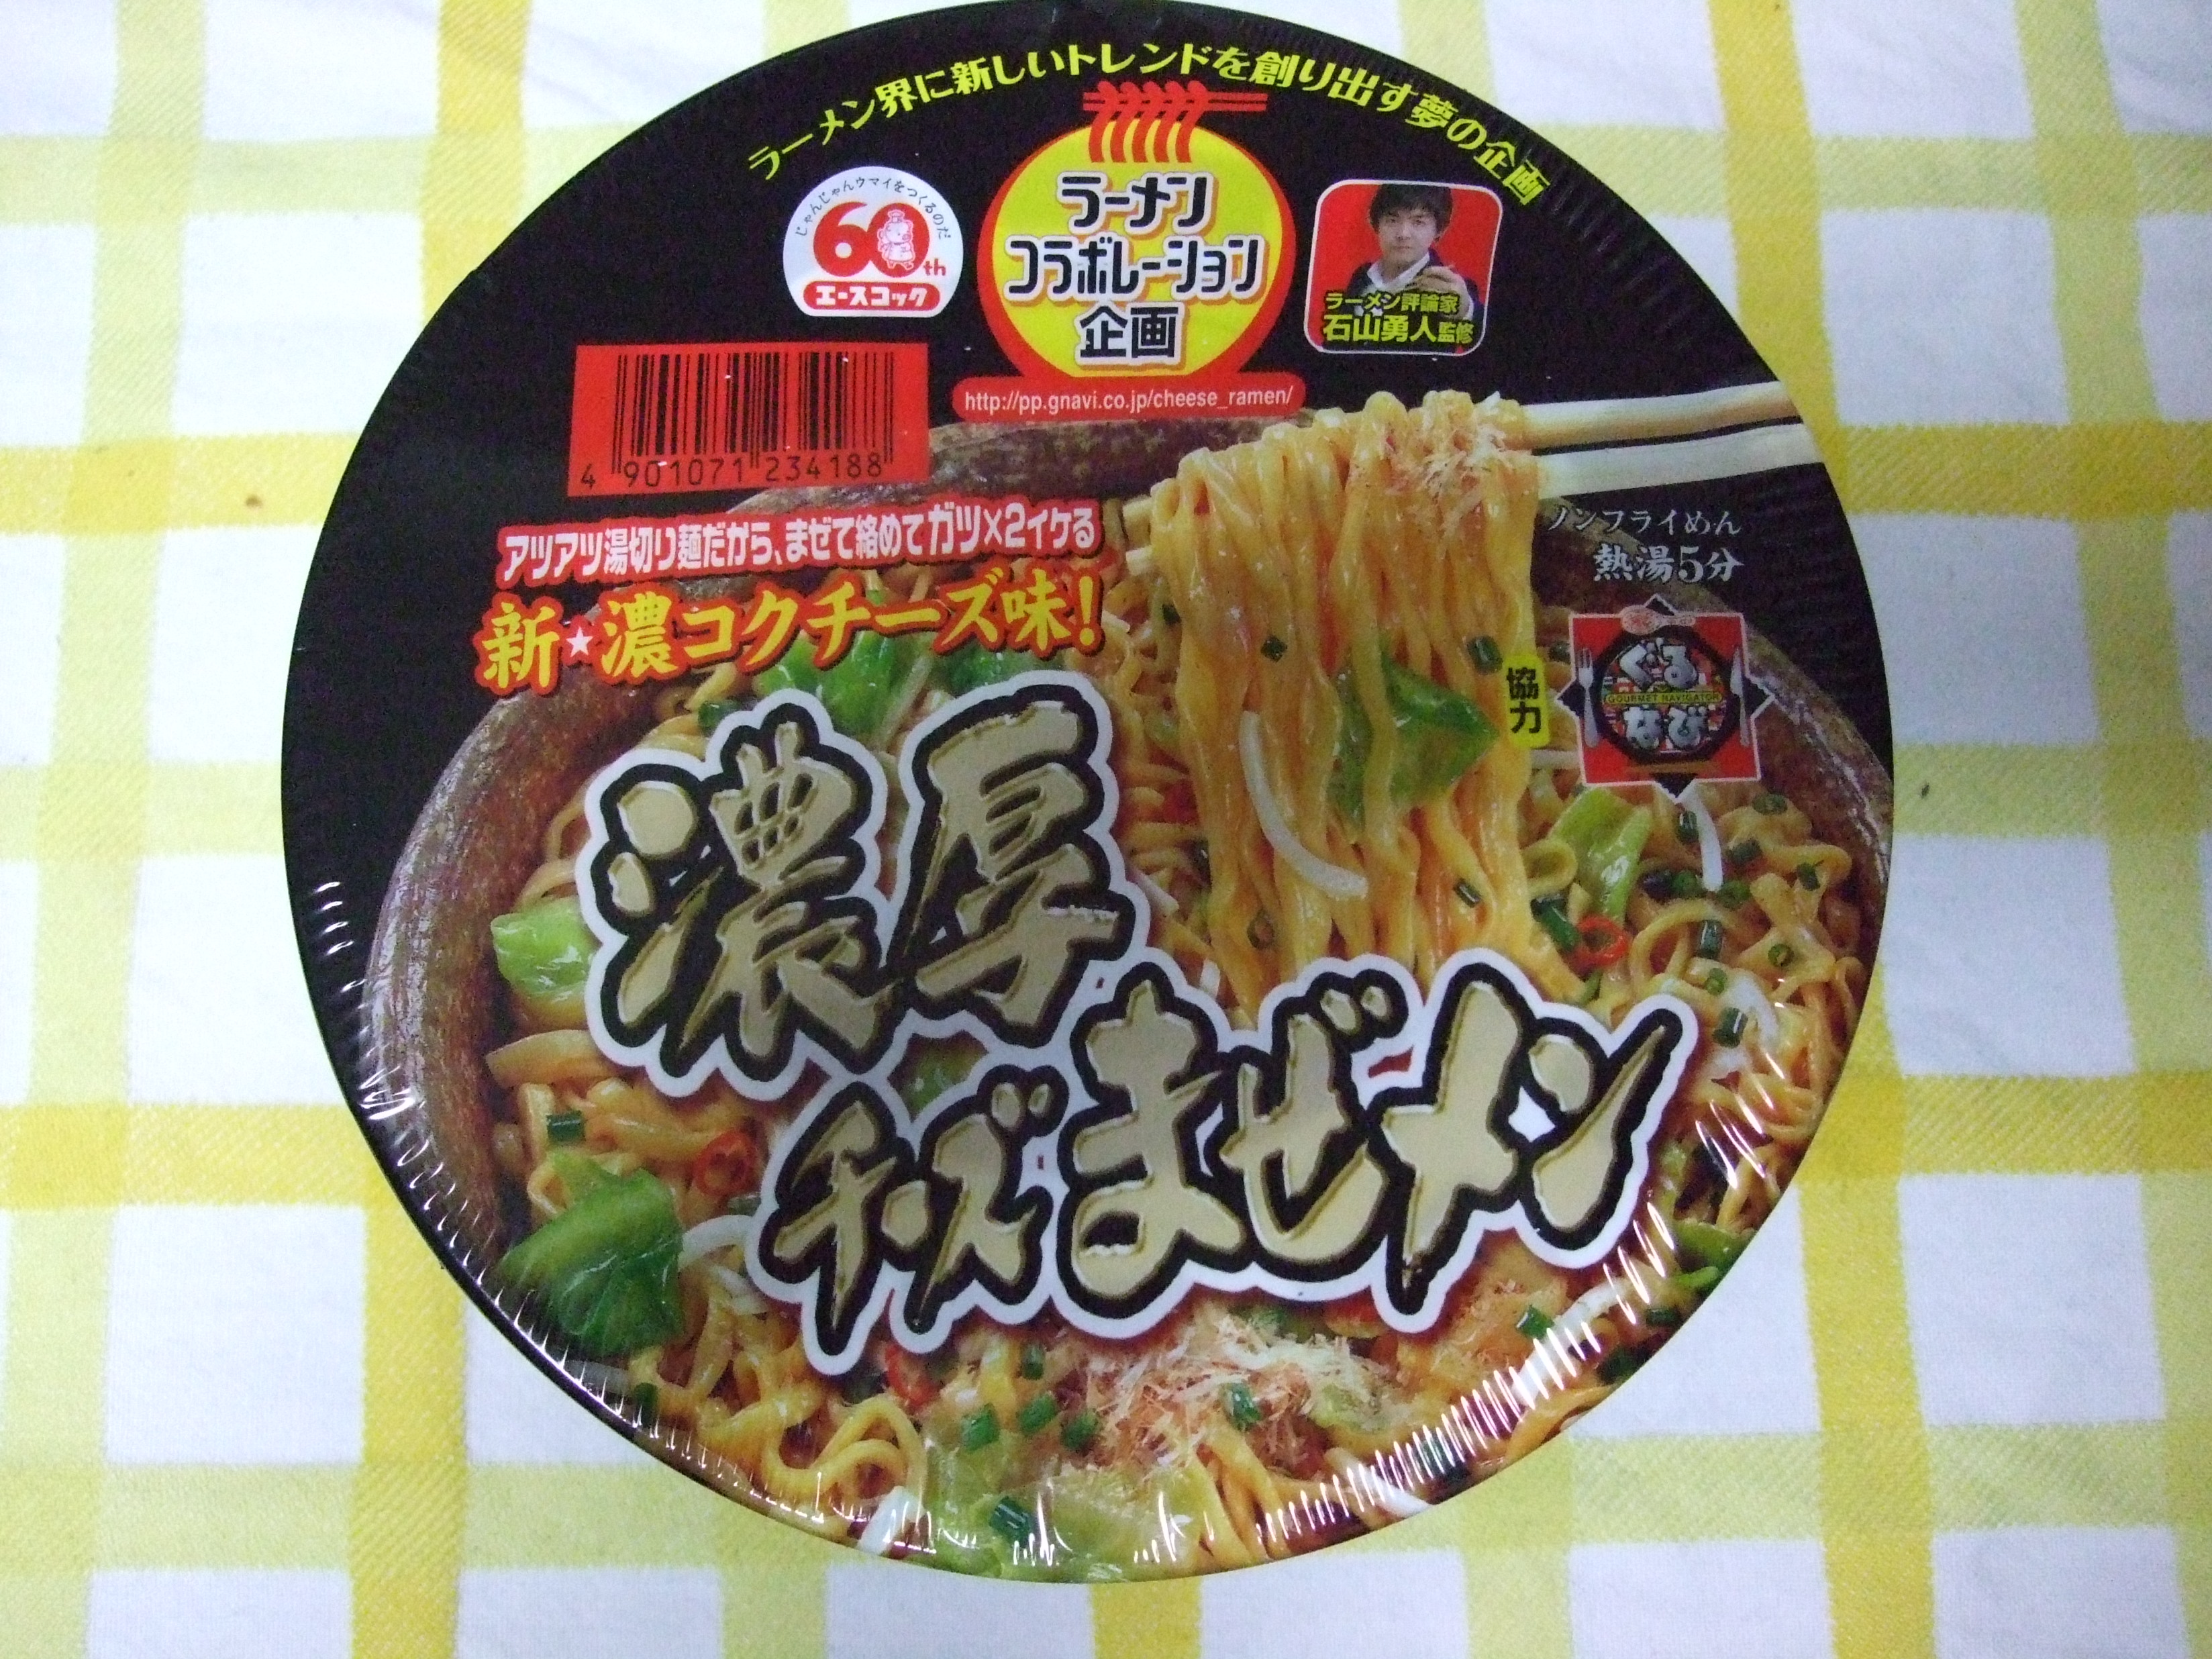 ラーメン界に新しいトレンドを創り出す夢の企画
じゃんじゃんウマイをつくるのだ
60th
エースコック
ラーメン
コラボレーション
企画
http://pp.gnavi.co.jp/cheese_ramen/
ラーメン評論家
石山勇人監修
4 901071 234188
アツアツ湯切り麺だから、まぜて絡めてガツ×2イケる
新★濃コクチーズ味!
ノンフライめん
熱湯5分
協力
ぐる
GOURMET NAVIGATOR
なび
濃厚
チーズまぜメン